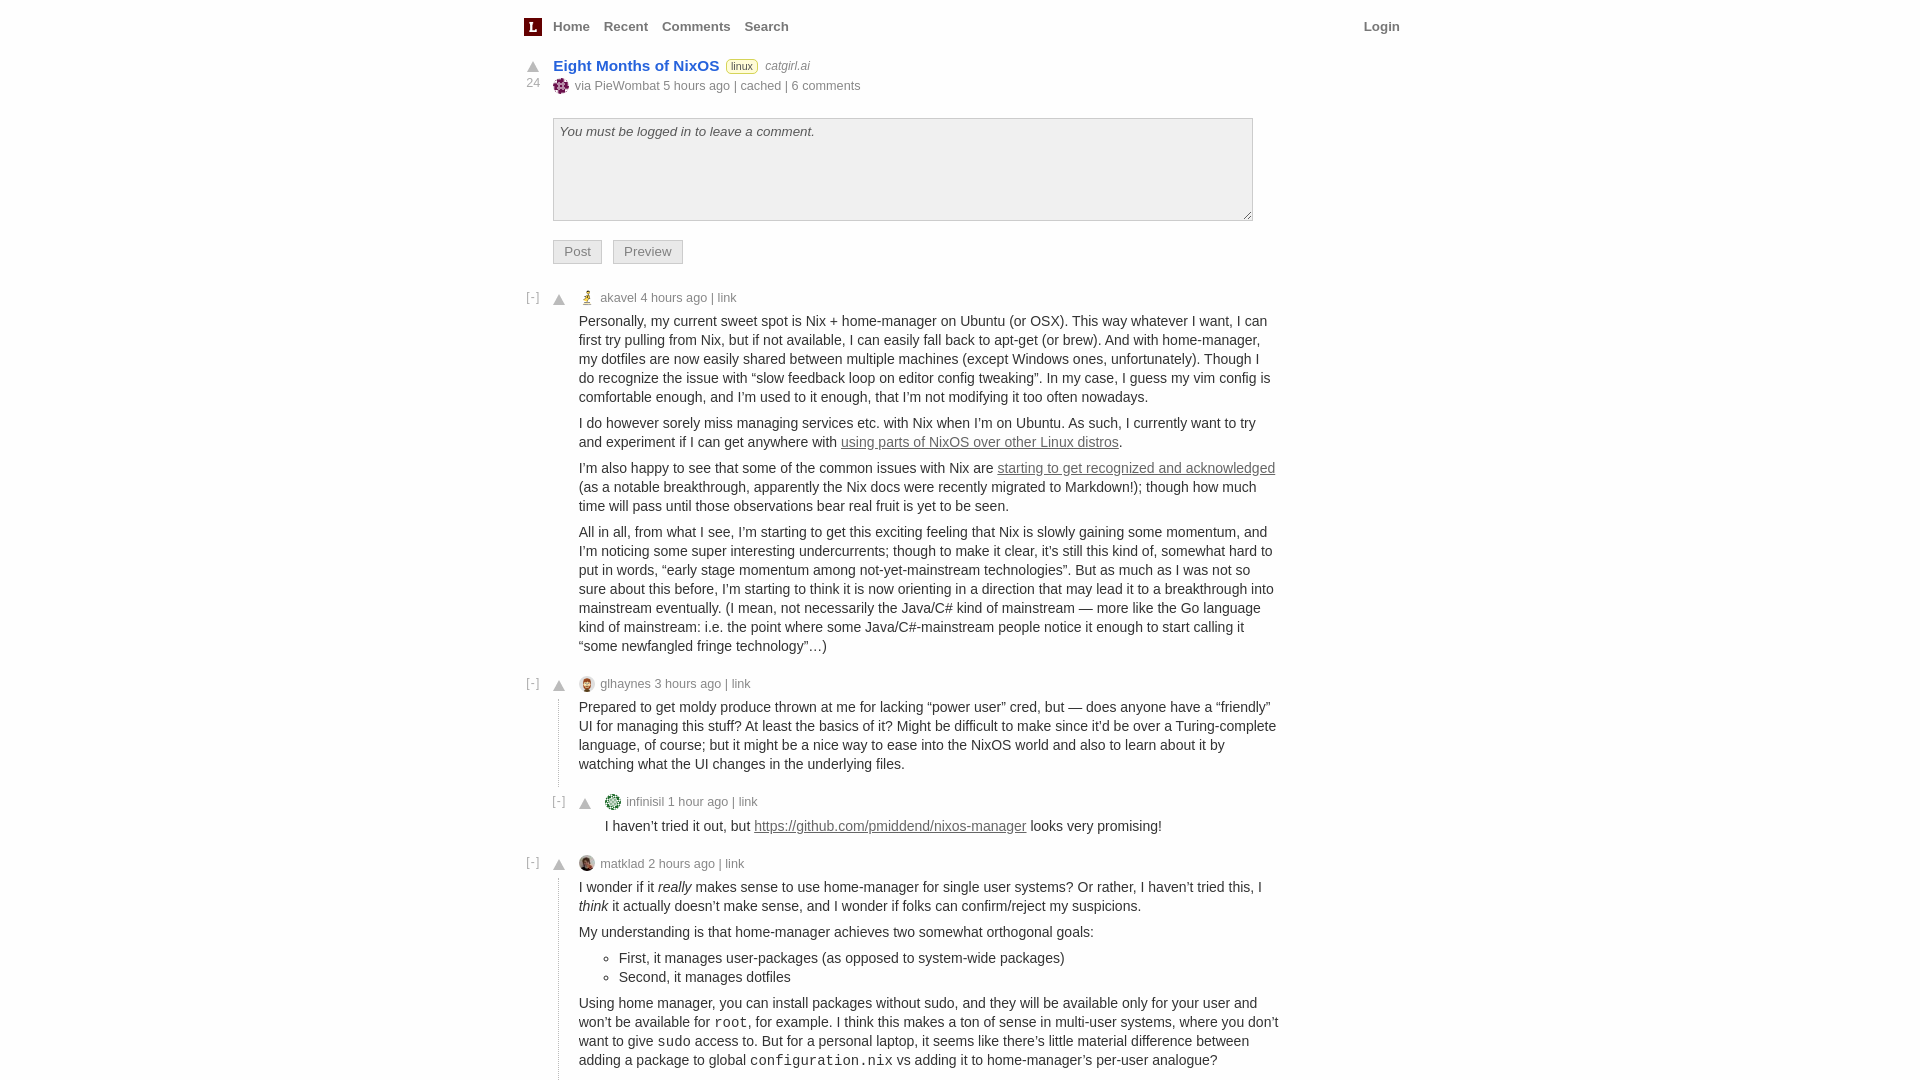 L Home Recent Comments Search Login
Eight Months of NixOS linux catgirl.ai
24
via PieWombat 5 hours ago | cached | 6 comments
You must be logged in to leave a comment.
Post Preview
[-] akavel 4 hours ago | link
Personally, my current sweet spot is Nix + home-manager on Ubuntu (or OSX). This way whatever I want, I can
first try pulling from Nix, but if not available, I can easily fall back to apt-get (or brew). And with home-manager,
my dotfiles are now easily shared between multiple machines (except Windows ones, unfortunately). Though I
do recognize the issue with “slow feedback loop on editor config tweaking”. In my case, I guess my vim config is
comfortable enough, and I’m used to it enough, that I’m not modifying it too often nowadays.
I do however sorely miss managing services etc. with Nix when I’m on Ubuntu. As such, I currently want to try
and experiment if I can get anywhere with using parts of NixOS over other Linux distros.
I’m also happy to see that some of the common issues with Nix are starting to get recognized and acknowledged
(as a notable breakthrough, apparently the Nix docs were recently migrated to Markdown!); though how much
time will pass until those observations bear real fruit is yet to be seen.
All in all, from what I see, I’m starting to get this exciting feeling that Nix is slowly gaining some momentum, and
I’m noticing some super interesting undercurrents; though to make it clear, it’s still this kind of, somewhat hard to
put in words, “early stage momentum among not-yet-mainstream technologies”. But as much as I was not so
sure about this before, I’m starting to think it is now orienting in a direction that may lead it to a breakthrough into
mainstream eventually. (I mean, not necessarily the Java/C# kind of mainstream — more like the Go language
kind of mainstream: i.e. the point where some Java/C#-mainstream people notice it enough to start calling it
“some newfangled fringe technology”…)
[-] glhaynes 3 hours ago | link
Prepared to get moldy produce thrown at me for lacking “power user” cred, but — does anyone have a “friendly”
UI for managing this stuff? At least the basics of it? Might be difficult to make since it’d be over a Turing-complete
language, of course; but it might be a nice way to ease into the NixOS world and also to learn about it by
watching what the UI changes in the underlying files.
[-] infinisil 1 hour ago | link
I haven’t tried it out, but https://github.com/pmiddend/nixos-manager looks very promising!
[-] matklad 2 hours ago | link
I wonder if it really makes sense to use home-manager for single user systems? Or rather, I haven’t tried this, I
think it actually doesn’t make sense, and I wonder if folks can confirm/reject my suspicions.
My understanding is that home-manager achieves two somewhat orthogonal goals:
◦ First, it manages user-packages (as opposed to system-wide packages)
◦ Second, it manages dotfiles
Using home manager, you can install packages without sudo, and they will be available only for your user and
won’t be available for root, for example. I think this makes a ton of sense in multi-user systems, where you don’t
want to give sudo access to. But for a personal laptop, it seems like there’s little material difference between
adding a package to global configuration.nix vs adding it to home-manager’s per-user analogue?